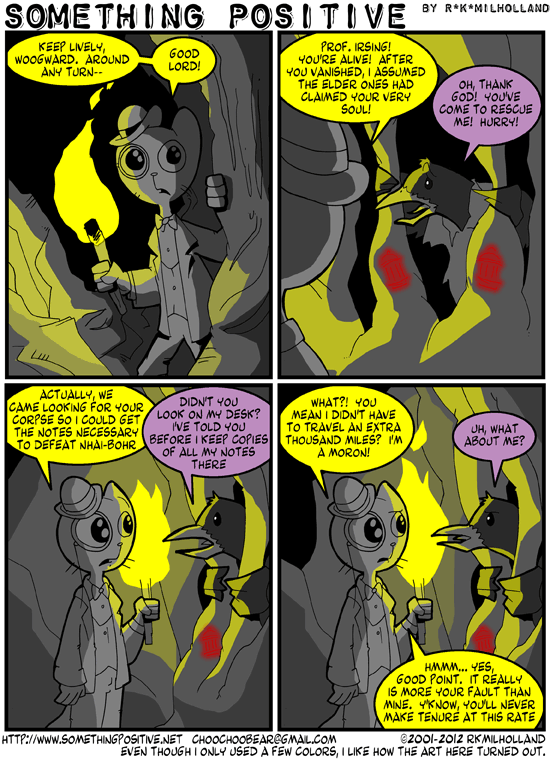 SOMETHING POSITIVE BY R*K*MILHOLLAND
KEEP LIVELY,
WOOGWARD. AROUND
ANY TURN--
GOOD
LORD!
PROF. IRSING!
YOU'RE ALIVE! AFTER
YOU VANISHED, I ASSUMED
THE ELDER ONES HAD
CLAIMED YOUR VERY
SOUL!
OH, THANK
GOD! YOU'VE
COME TO RESCUE
ME! HURRY!
ACTUALLY, WE
CAME LOOKING FOR YOUR
CORPSE SO I COULD GET
THE NOTES NECESSARY
TO DEFEAT NHAI-BOHR
DIDN'T YOU
LOOK ON MY DESK?
I'VE TOLD YOU
BEFORE I KEEP COPIES
OF ALL MY NOTES
THERE
WHAT?! YOU
MEAN I DIDN'T HAVE
TO TRAVEL AN EXTRA
THOUSAND MILES? I'M
A MORON!
UH, WHAT
ABOUT ME?
HMMM... YES,
GOOD POINT. IT REALLY
IS MORE YOUR FAULT THAN
MINE. Y'KNOW, YOU'LL NEVER
MAKE TENURE AT THIS RATE
HTTP://WWW.SOMETHINGPOSITIVE.NET CHOOCHOOBEAR@GMAIL.COM ©2001-2012 RKMILHOLLAND
EVEN THOUGH I ONLY USED A FEW COLORS, I LIKE HOW THE ART HERE TURNED OUT.